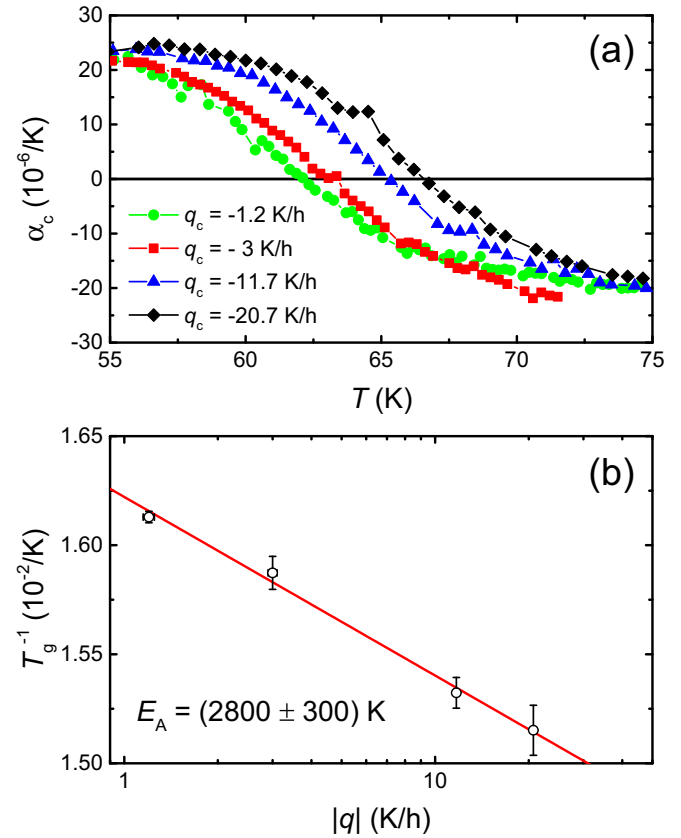 (a)
30
20
10
0
-10
-20
-30
α_c (10^-6/K)
q_c = -1.2 K/h
q_c = - 3 K/h
q_c = -11.7 K/h
q_c = -20.7 K/h
55 60 65 70 75
T (K)
(b)
1.65
1.60
1.55
1.50
T_g^-1 (10^-2/K)
E_A = (2800 ± 300) K
1 10
|q| (K/h)